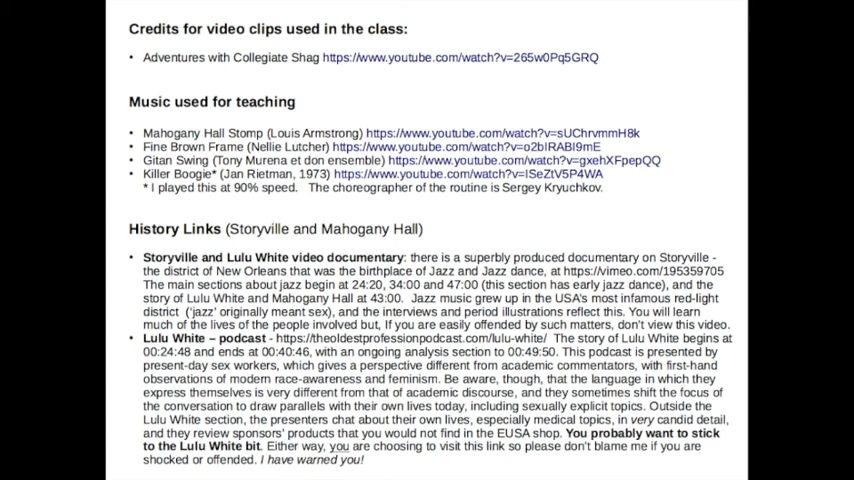 Credits for video clips used in the class:
• Adventures with Collegiate Shag https://www.youtube.com/watch?v=265w0Pq5GRQ
Music used for teaching
• Mahogany Hall Stomp (Louis Armstrong) https://www.youtube.com/watch?v=sUChrvmmH8k
• Fine Brown Frame (Nellie Lutcher) https://www.youtube.com/watch?v=o2bIRABI9mE
• Gitan Swing (Tony Murena et don ensemble) https://www.youtube.com/watch?v=gxehXFpepQQ
• Killer Boogie* (Jan Rietman, 1973) https://www.youtube.com/watch?v=ISeZtV5P4WA
* I played this at 90% speed. The choreographer of the routine is Sergey Kryuchkov.
History Links (Storyville and Mahogany Hall)
• Storyville and Lulu White video documentary: there is a superbly produced documentary on Storyville -
the district of New Orleans that was the birthplace of Jazz and Jazz dance, at https://vimeo.com/195359705
The main sections about jazz begin at 24:20, 34:00 and 47:00 (this section has early jazz dance), and the
story of Lulu White and Mahogany Hall at 43:00. Jazz music grew up in the USA's most infamous red-light
district ('jazz' originally meant sex), and the interviews and period illustrations reflect this. You will learn
much of the lives of the people involved but, If you are easily offended by such matters, don't view this video.
• Lulu White – podcast - https://theoldestprofessionpodcast.com/lulu-white/ The story of Lulu White begins at
00:24:48 and ends at 00:40:46, with an ongoing analysis section to 00:49:50. This podcast is presented by
present-day sex workers, which gives a perspective different from academic commentators, with first-hand
observations of modern race-awareness and feminism. Be aware, though, that the language in which they
express themselves is very different from that of academic discourse, and they sometimes shift the focus of
the conversation to draw parallels with their own lives today, including sexually explicit topics. Outside the
Lulu White section, the presenters chat about their own lives, especially medical topics, in very candid detail,
and they review sponsors' products that you would not find in the EUSA shop. You probably want to stick
to the Lulu White bit. Either way, you are choosing to visit this link so please don't blame me if you are
shocked or offended. I have warned you!